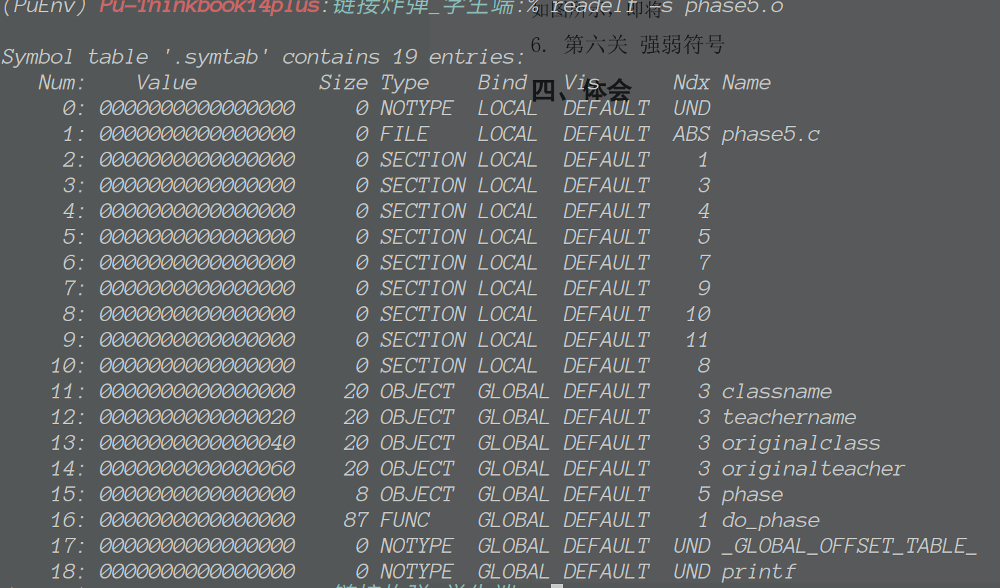 (PuEnv) Pu-Thinkbook14plus:链接炸弹_学生端:% readelf -s phase5.o
如图所示，即将
6. 第六关 强弱符号
Symbol table '.symtab' contains 19 entries:
四、体会
Num: Value Size Type Bind Vis Ndx Name
0: 0000000000000000 0 NOTYPE LOCAL DEFAULT UND
1: 0000000000000000 0 FILE LOCAL DEFAULT ABS phase5.c
2: 0000000000000000 0 SECTION LOCAL DEFAULT 1
3: 0000000000000000 0 SECTION LOCAL DEFAULT 3
4: 0000000000000000 0 SECTION LOCAL DEFAULT 4
5: 0000000000000000 0 SECTION LOCAL DEFAULT 5
6: 0000000000000000 0 SECTION LOCAL DEFAULT 7
7: 0000000000000000 0 SECTION LOCAL DEFAULT 9
8: 0000000000000000 0 SECTION LOCAL DEFAULT 10
9: 0000000000000000 0 SECTION LOCAL DEFAULT 11
10: 0000000000000000 0 SECTION LOCAL DEFAULT 8
11: 0000000000000000 20 OBJECT GLOBAL DEFAULT 3 classname
12: 0000000000000020 20 OBJECT GLOBAL DEFAULT 3 teachername
13: 0000000000000040 20 OBJECT GLOBAL DEFAULT 3 originalclass
14: 0000000000000060 20 OBJECT GLOBAL DEFAULT 3 originalteacher
15: 0000000000000000 8 OBJECT GLOBAL DEFAULT 5 phase
16: 0000000000000000 87 FUNC GLOBAL DEFAULT 1 do_phase
17: 0000000000000000 0 NOTYPE GLOBAL DEFAULT UND _GLOBAL_OFFSET_TABLE_
18: 0000000000000000 0 NOTYPE GLOBAL DEFAULT UND printf